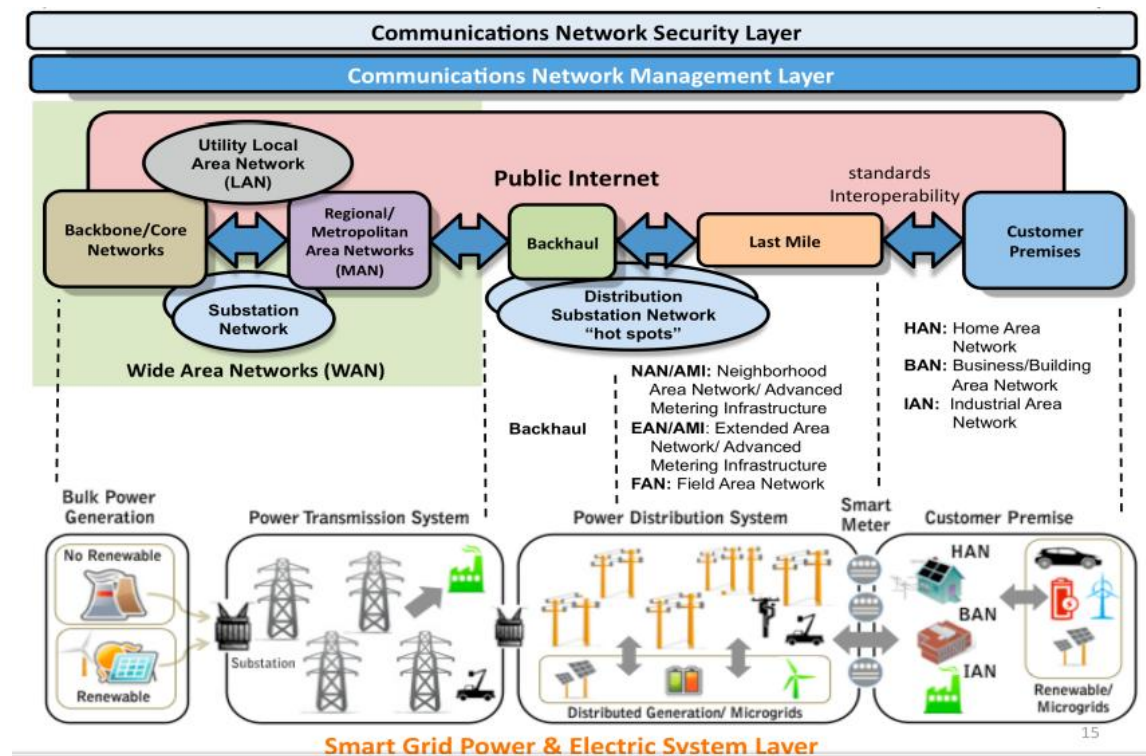 Communications Network Security Layer
Communications Network Management Layer
Utility Local
Area Network
(LAN)
Public Internet
standards
Interoperability
Backbone/Core
Networks
Regional/
Metropolitan
Area Networks
(MAN)
Backhaul
Last Mile
Customer
Premises
Substation
Network
Distribution
Substation Network
“hot spots”
Wide Area Networks (WAN)
Backhaul
NAN/AMI: Neighborhood
Area Network/ Advanced
Metering Infrastructure
EAN/AMI: Extended Area
Network/ Advanced
Metering Infrastructure
FAN: Field Area Network
HAN: Home Area
Network
BAN: Business/Building
Area Network
IAN: Industrial Area
Network
Bulk Power
Generation
Power Transmission System
Power Distribution System
Smart
Meter
Customer Premise
No Renewable
Renewable
Substation
Distributed Generation/ Microgrids
HAN
BAN
IAN
Renewable/
Microgrids
15
Smart Grid Power & Electric System Layer